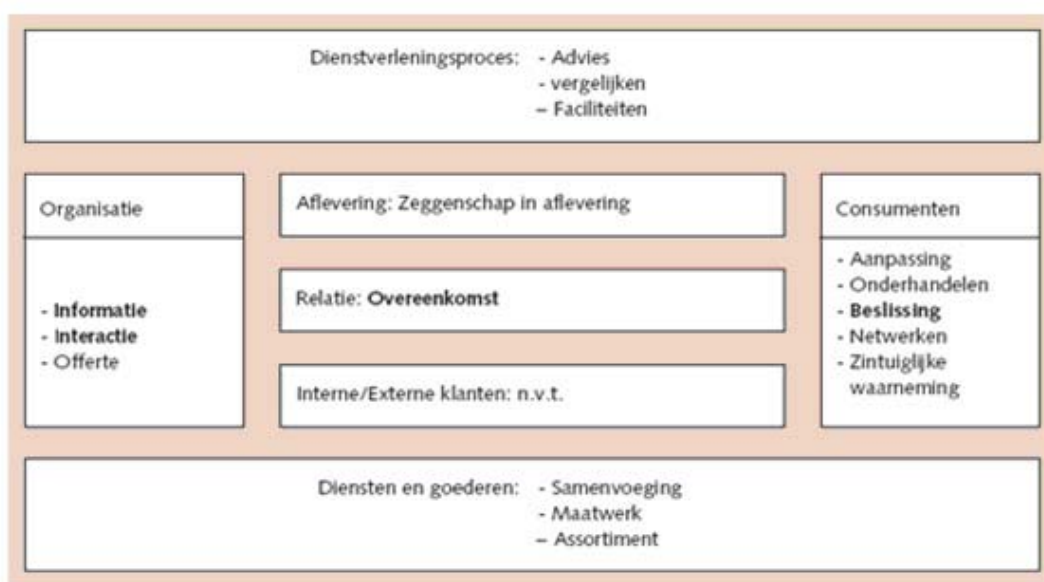 Dienstverleningsproces: - Advies
- vergelijken
– Faciliteiten
Organisatie
- Informatie
- Interactie
- Offerte
Aflevering: Zeggenschap in aflevering
Relatie: Overeenkomst
Interne/Externe klanten: n.v.t.
Consumenten
- Aanpassing
- Onderhandelen
- Beslissing
- Netwerken
- Zintuiglijke
waarneming
Diensten en goederen: - Samenvoeging
- Maatwerk
– Assortiment